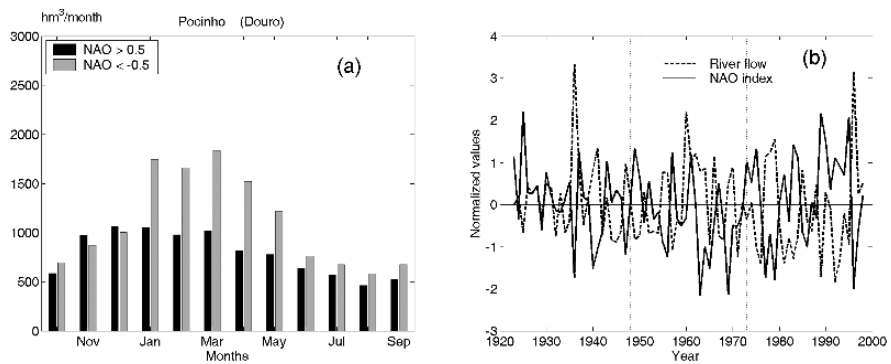 hm³/month
Pocinho (Douro)
3000
2500
2000
1500
1000
500
0
NAO > 0.5
NAO < -0.5
(a)
Nov Jan Mar May Jul Sep
Months
4
3
2
1
0
-1
-2
-3
Normalized values
(b)
River flow
NAO index
1920 1930 1940 1950 1960 1970 1980 1990 2000
Year